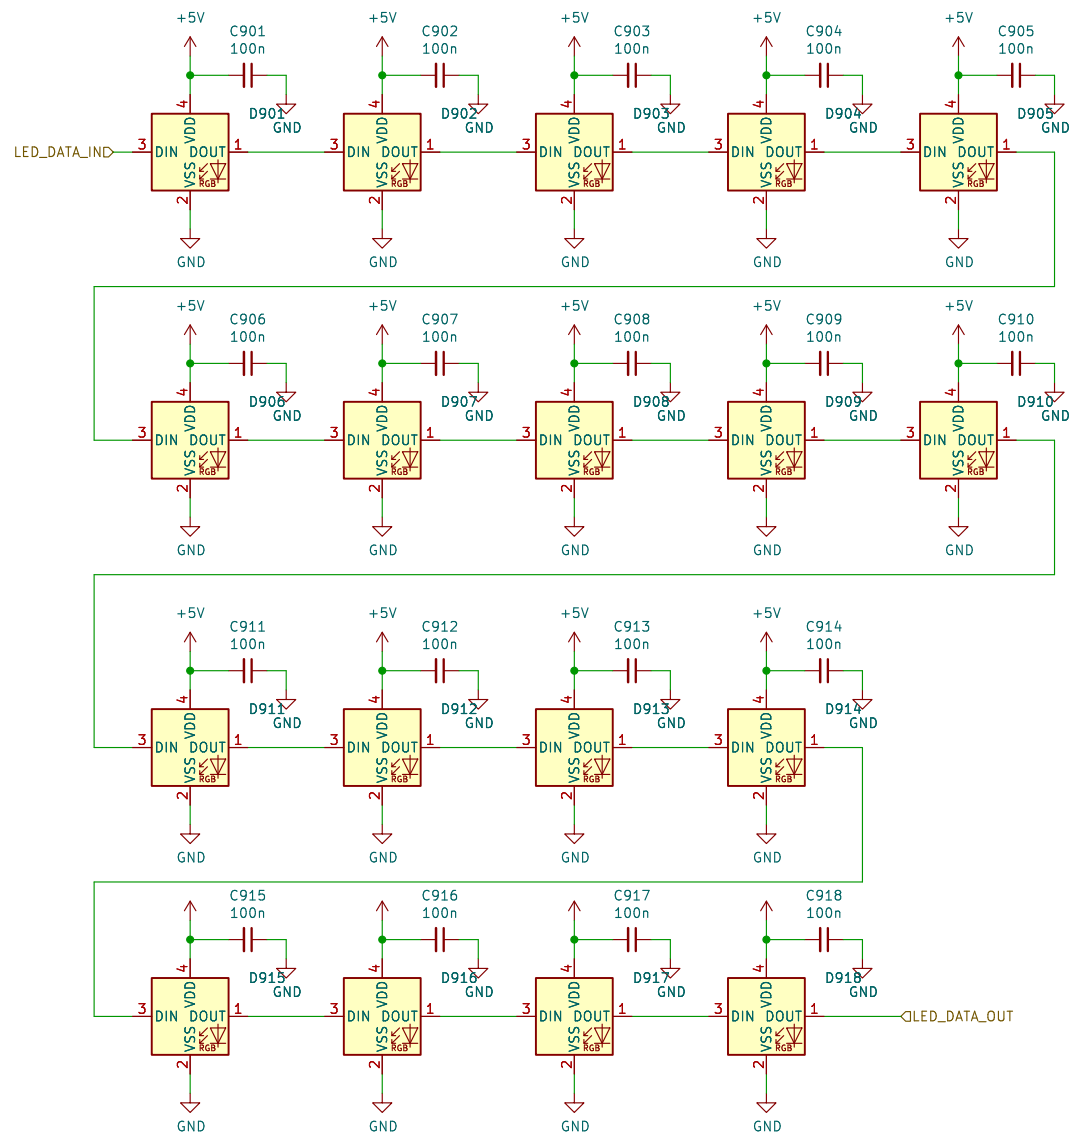 +5V +5V +5V +5V +5V
C901 C902 C903 C904 C905
100n 100n 100n 100n 100n
4 D901 4 D902 4 D903 4 D904 4 D905
GND GND GND GND GND
VDD VDD VDD VDD VDD
LED_DATA_IN 3 DIN DOUT 1 3 DIN DOUT 1 3 DIN DOUT 1 3 DIN DOUT 1 3 DIN DOUT 1
VSS RGB VSS RGB VSS RGB VSS RGB VSS RGB
2 2 2 2 2
GND GND GND GND GND
+5V +5V +5V +5V +5V
C906 C907 C908 C909 C910
100n 100n 100n 100n 100n
4 D906 4 D907 4 D908 4 D909 4 D910
GND GND GND GND GND
VDD VDD VDD VDD VDD
3 DIN DOUT 1 3 DIN DOUT 1 3 DIN DOUT 1 3 DIN DOUT 1 3 DIN DOUT 1
VSS RGB VSS RGB VSS RGB VSS RGB VSS RGB
2 2 2 2 2
GND GND GND GND GND
+5V +5V +5V +5V
C911 C912 C913 C914
100n 100n 100n 100n
4 D911 4 D912 4 D913 4 D914
GND GND GND GND
VDD VDD VDD VDD
3 DIN DOUT 1 3 DIN DOUT 1 3 DIN DOUT 1 3 DIN DOUT 1
VSS RGB VSS RGB VSS RGB VSS RGB
2 2 2 2
GND GND GND GND
C915 C916 C917 C918
100n 100n 100n 100n
4 D915 4 D916 4 D917 4 D918
GND GND GND GND
VDD VDD VDD VDD
3 DIN DOUT 1 3 DIN DOUT 1 3 DIN DOUT 1 3 DIN DOUT 1 LED_DATA_OUT
VSS RGB VSS RGB VSS RGB VSS RGB
2 2 2 2
GND GND GND GND